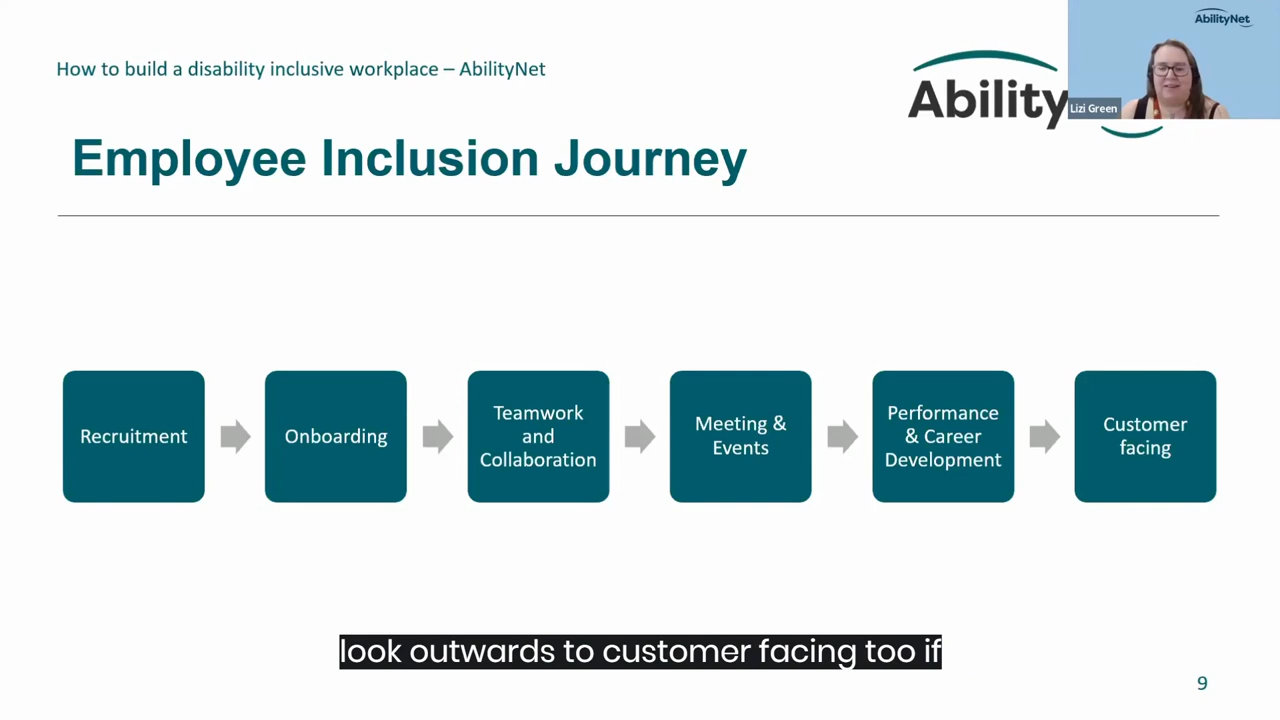 How to build a disability inclusive workplace – AbilityNet
Ability
AbilityNet
Lizi Green
Employee Inclusion Journey
Recruitment
Onboarding
Teamwork
and
Collaboration
Meeting &
Events
Performance
& Career
Development
Customer
facing
look outwards to customer facing too if
9